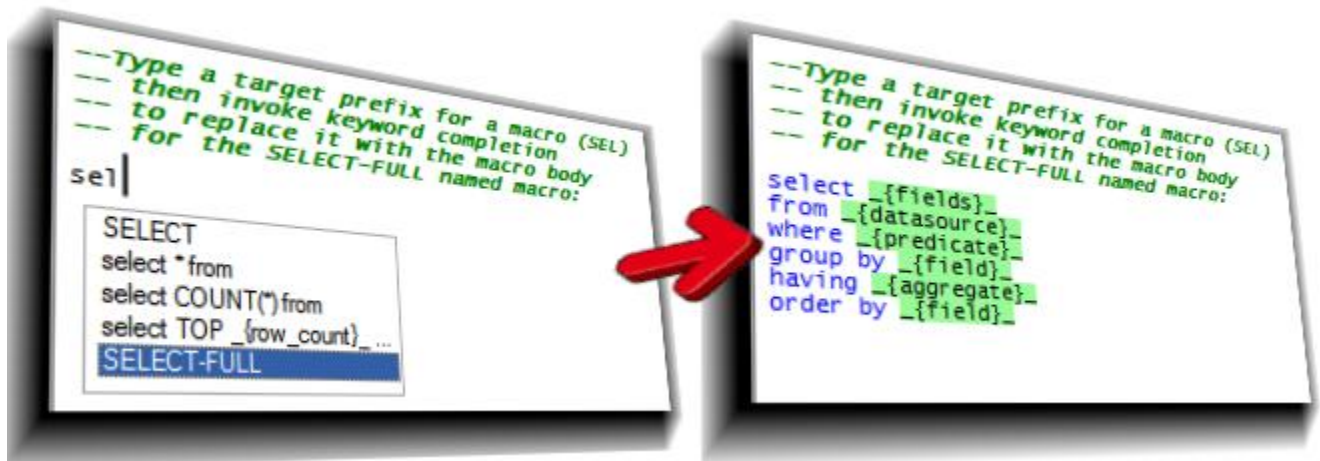 --Type a target prefix for a macro (SEL)
-- then invoke keyword completion
-- to replace it with the macro body
-- for the SELECT-FULL named macro:
sel
SELECT
select * from
select COUNT(*) from
select TOP _{row_count}_ ...
SELECT-FULL
--Type a target prefix for a macro (SEL)
-- then invoke keyword completion
-- to replace it with the macro body
-- for the SELECT-FULL named macro:
select _{fields}_
from _{datasource}_
where _{predicate}_
group by _{field}_
having _{aggregate}_
order by _{field}_